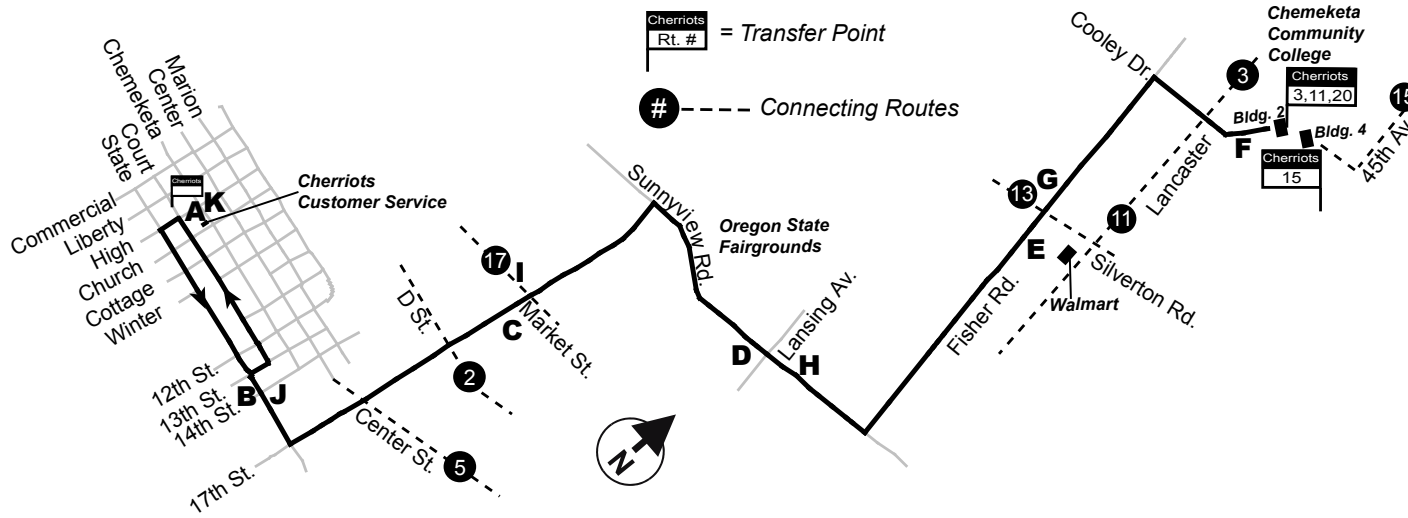 Cherriots
Rt. #
= Transfer Point
#
Connecting Routes
Marion
Center
Chemeketa
Court
State
Commercial
Liberty
High
Church
Cottage
Winter
12th St.
13th St.
14th St.
17th St.
Cherriots
A
K
Cherriots
Customer Service
B
J
Center St.
5
D St.
2
17
I
C
Market St.
Sunnyview Rd.
Oregon State
Fairgrounds
D
H
Lansing Av.
N
Fisher Rd.
13
G
E
11
Walmart
Silverton Rd.
Lancaster
3
Cooley Dr.
Chemeketa
Community
College
Cherriots
3,11,20
Bldg. 2
F
Bldg. 4
Cherriots
15
15
45th Av